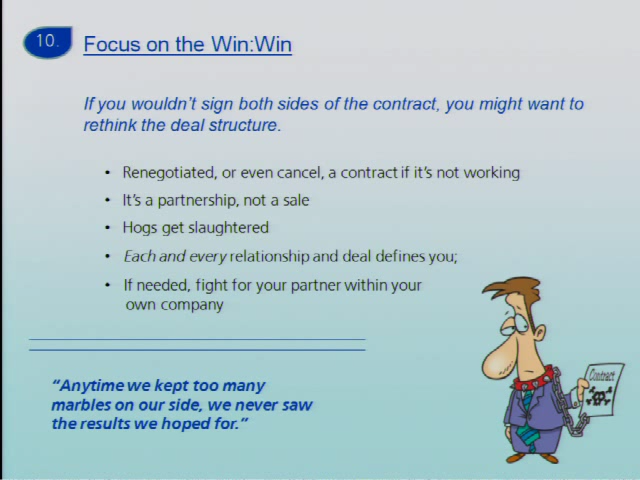 10.
Focus on the Win:Win
If you wouldn't sign both sides of the contract, you might want to
rethink the deal structure.
• Renegotiated, or even cancel, a contract if it's not working
• It's a partnership, not a sale
• Hogs get slaughtered
• Each and every relationship and deal defines you;
• If needed, fight for your partner within your
own company
Contract
"Anytime we kept too many
marbles on our side, we never saw
the results we hoped for."